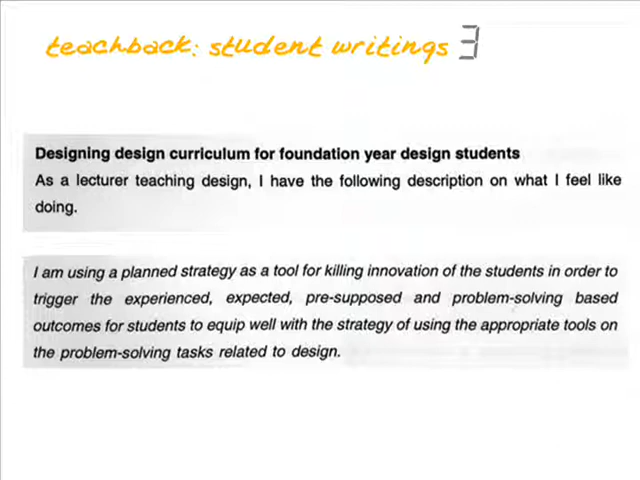 teachback: student writings 3
Designing design curriculum for foundation year design students
As a lecturer teaching design, I have the following description on what I feel like
doing.
I am using a planned strategy as a tool for killing innovation of the students in order to
trigger the experienced, expected, pre-supposed and problem-solving based
outcomes for students to equip well with the strategy of using the appropriate tools on
the problem-solving tasks related to design.